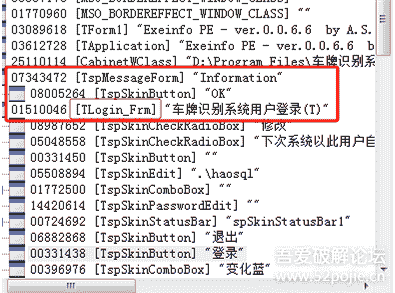 01770960 [MSO_BORDEREFFECT_WINDOW_CLASS] ""
03089618 [TForm1] "Exeinfo PE - ver.0.0.6.6 by A.S.
03612728 [TApplication] "Exeinfo PE - ver.0.0.6.6
25110114 [CabinetWClass] "D:\Program Files\车牌识别系
07343472 [TspMessageForm] "Information"
08005264 [TspSkinButton] "OK"
01510046 [TLogin_Frm] "车牌识别系统用户登录(T)"
08987652 [TspSkinCheckRadioBox] "修改
05048558 [TspSkinCheckRadioBox] "下次系统以此用户自
00331450 [TspSkinButton] ""
05508894 [TspSkinEdit] ".\haosql"
01772500 [TspSkinComboBox] ""
14420614 [TspSkinPasswordEdit] ""
00724692 [TspSkinStatusBar] "spSkinStatusBar1"
06882868 [TspSkinButton] "退出"
00331438 [TspSkinButton] "登录"
00396976 [TspSkinComboBox] "变化蓝"
吾爱破解论坛
www.52pojie.cn